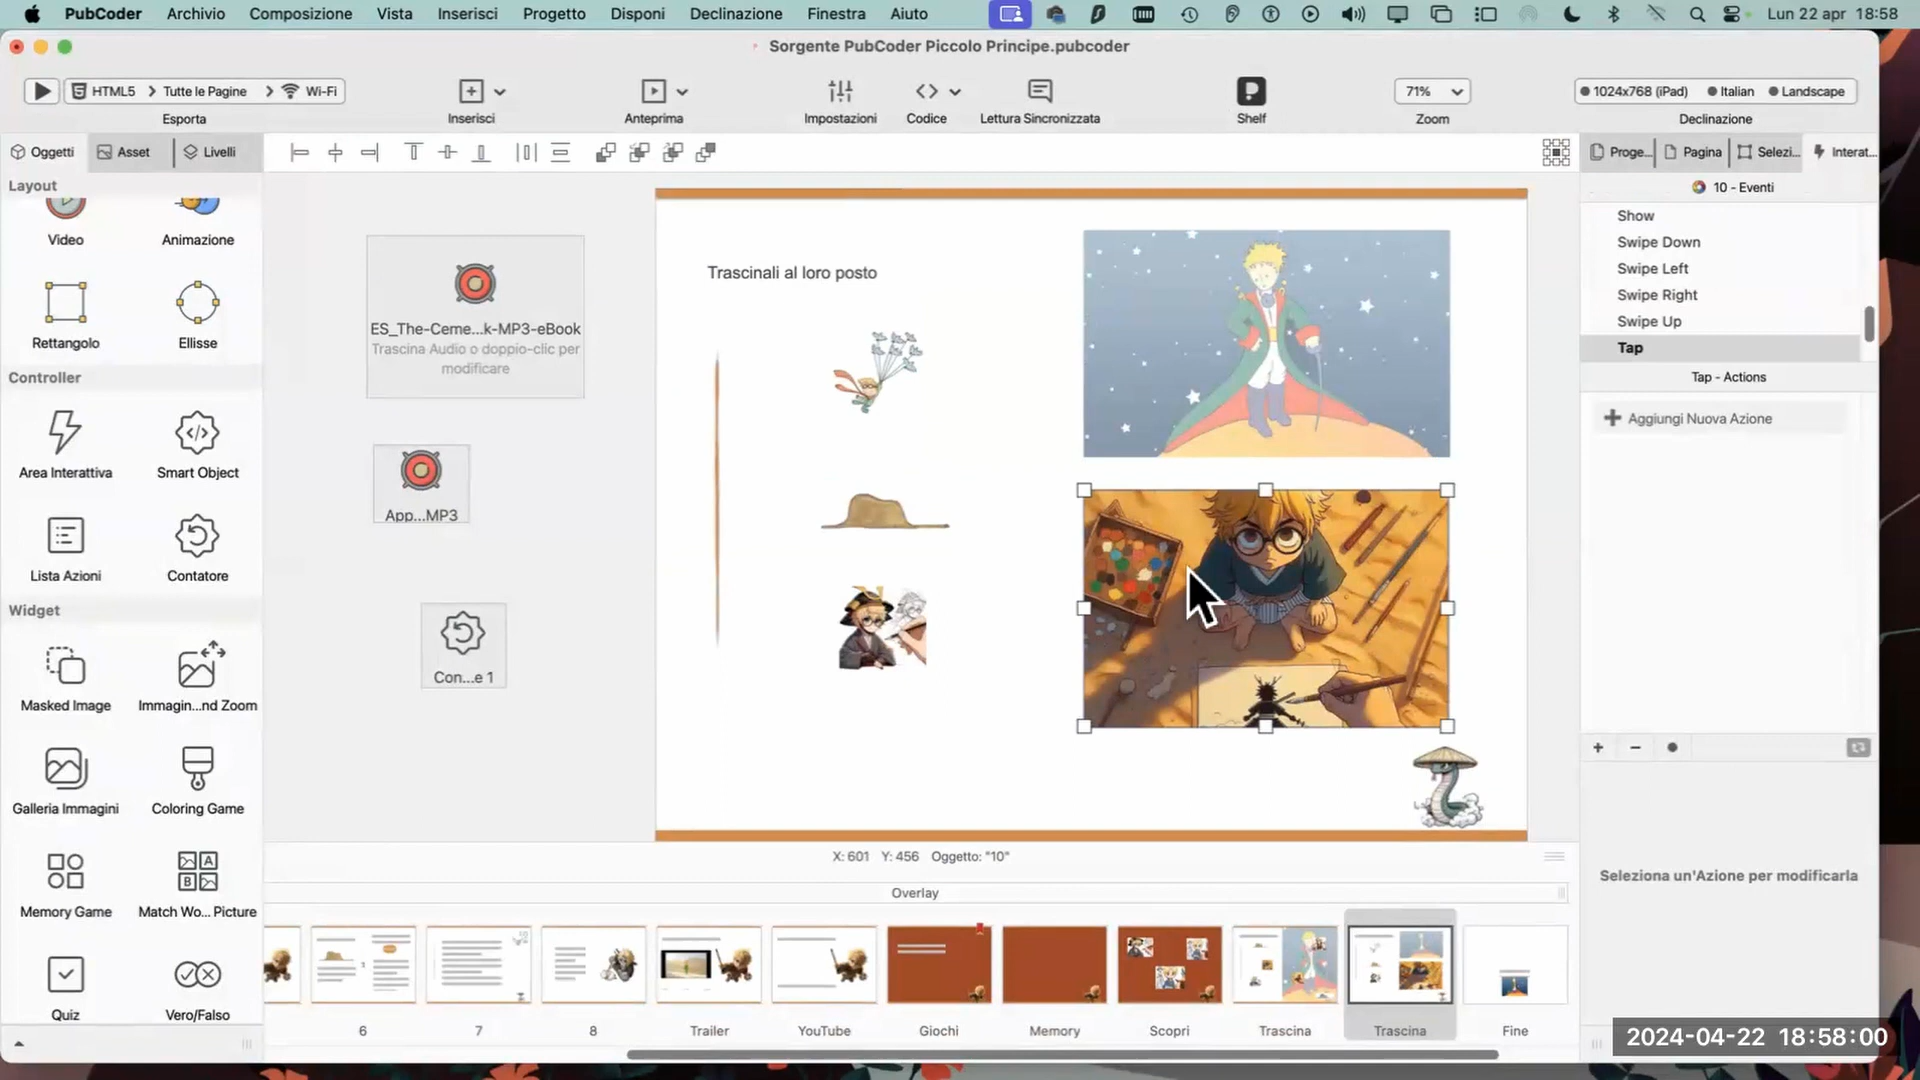 PubCoder Archivio Composizione Vista Inserisci Progetto Disponi Declinazione Finestra Aiuto Lun 22 apr 18:58
Sorgente PubCoder Piccolo Principe.pubcoder
HTML5 Tutte le Pagine Wi-Fi
71%
1024x768 (iPad) Italian Landscape
Esporta Inserisci Anteprima Impostazioni Codice Lettura Sincronizzata Shelf Zoom Declinazione
Oggetti Asset Livelli
Proge... Pagina Selezi... Interat...
Layout
Video Animazione
Rettangolo Ellisse
Controller
Area Interattiva Smart Object
Lista Azioni Contatore
Widget
Masked Image Immagin...nd Zoom
Galleria Immagini Coloring Game
Memory Game Match Wo... Picture
Quiz Vero/Falso
ES_The-Ceme...k-MP3-eBook
Trascina Audio o doppio-clic per
modificare
App...MP3
Con...e 1
Trascinali al loro posto
10 - Eventi
Show
Swipe Down
Swipe Left
Swipe Right
Swipe Up
Tap
Tap - Actions
Aggiungi Nuova Azione
Seleziona un'Azione per modificarla
X: 601 Y: 456 Oggetto: "10"
Overlay
6 7 8 Trailer YouTube Giochi Memory Scopri Trascina Trascina Fine
2024-04-22 18:58:00